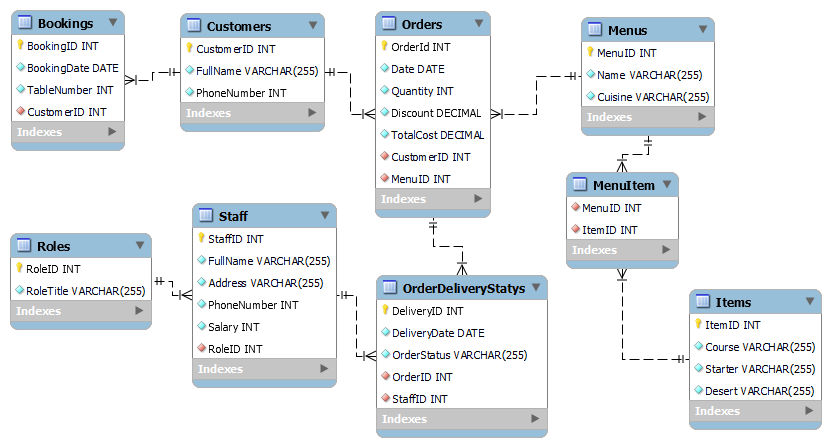 Bookings
BookingID INT
BookingDate DATE
TableNumber INT
CustomerID INT
Indexes
Customers
CustomerID INT
FullName VARCHAR(255)
PhoneNumber INT
Indexes
Orders
OrderId INT
Date DATE
Quantity INT
Discount DECIMAL
TotalCost DECIMAL
CustomerID INT
MenuID INT
Indexes
Menus
MenuID INT
Name VARCHAR(255)
Cuisine VARCHAR(255)
Indexes
MenuItem
MenuID INT
ItemID INT
Indexes
Roles
RoleID INT
RoleTitle VARCHAR(255)
Indexes
Staff
StaffID INT
FullName VARCHAR(255)
Address VARCHAR(255)
PhoneNumber INT
Salary INT
RoleID INT
Indexes
OrderDeliveryStatys
DeliveryID INT
DeliveryDate DATE
OrderStatus VARCHAR(255)
OrderID INT
StaffID INT
Indexes
Items
ItemID INT
Course VARCHAR(255)
Starter VARCHAR(255)
Desert VARCHAR(255)
Indexes